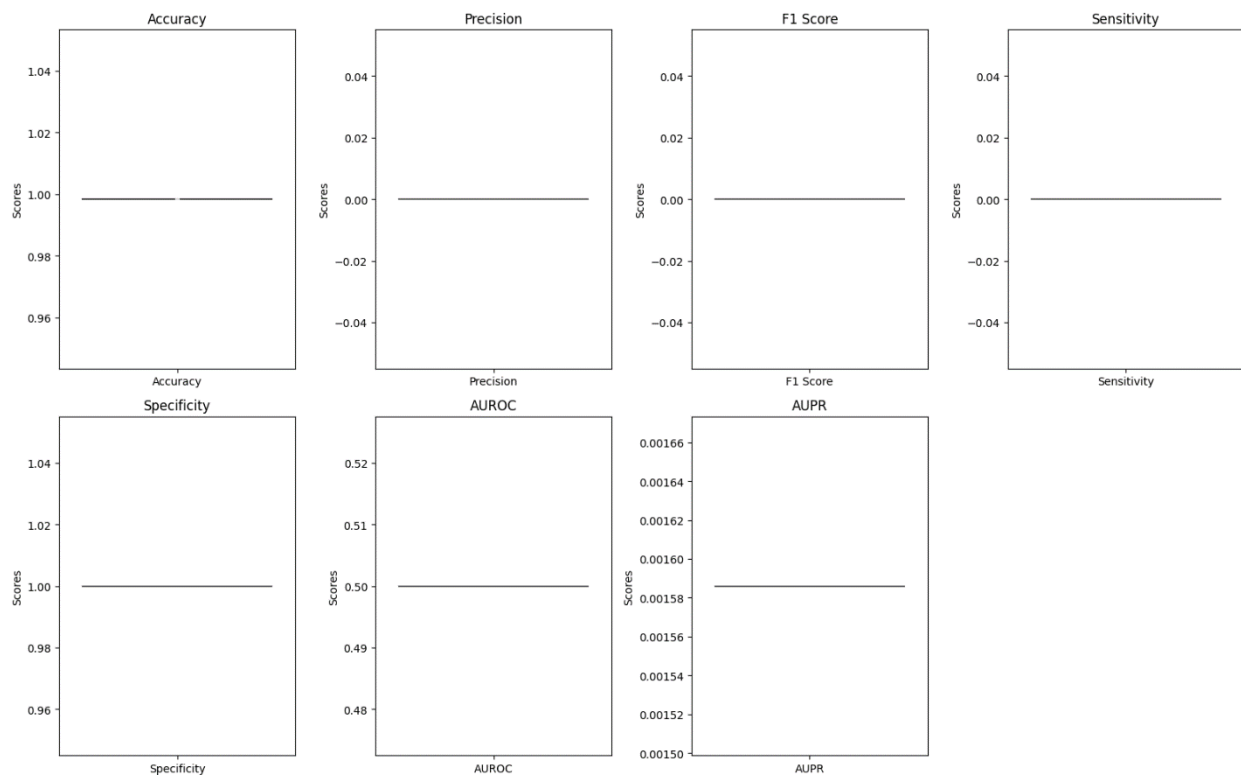 Accuracy
Precision
F1 Score
Sensitivity
1.04
1.02
1.00
0.98
0.96
Scores
Accuracy
0.04
0.02
0.00
−0.02
−0.04
Scores
Precision
0.04
0.02
0.00
−0.02
−0.04
Scores
F1 Score
0.04
0.02
0.00
−0.02
−0.04
Scores
Sensitivity
Specificity
AUROC
AUPR
1.04
1.02
1.00
0.98
0.96
Scores
Specificity
0.52
0.51
0.50
0.49
0.48
Scores
AUROC
0.00166
0.00164
0.00162
0.00160
0.00158
0.00156
0.00154
0.00152
0.00150
Scores
AUPR